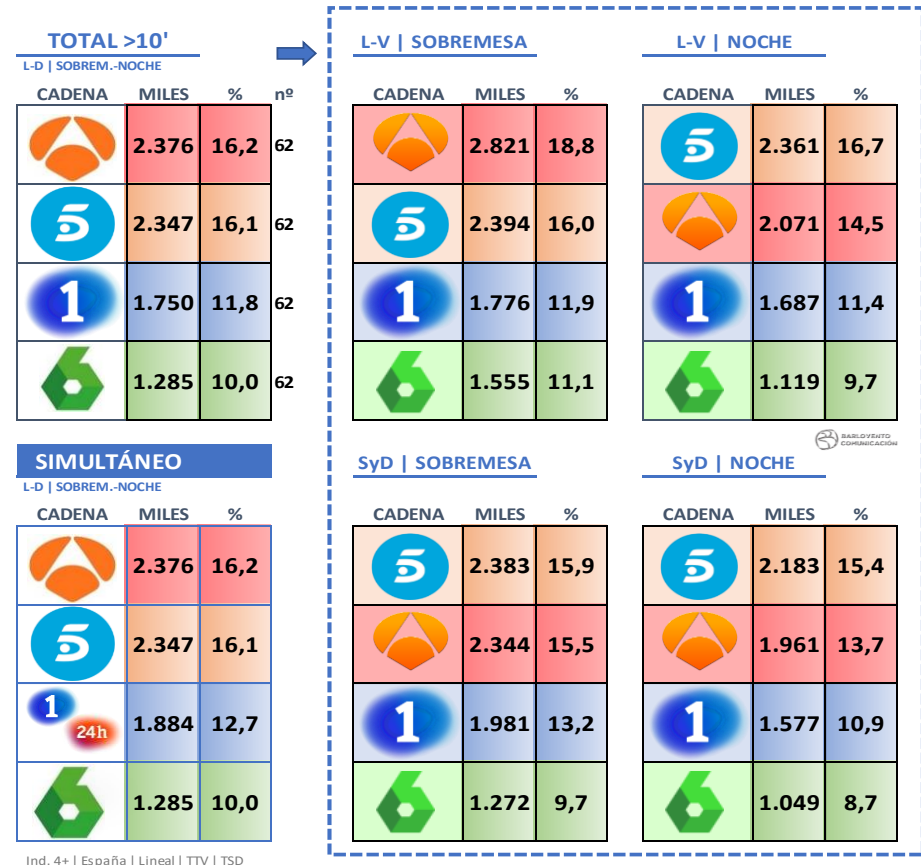 TOTAL >10'
L-D | SOBREM.-NOCHE
CADENA MILES % nº
2.376 16,2 62
5 2.347 16,1 62
1 1.750 11,8 62
6 1.285 10,0 62
L-V | SOBREMESA
CADENA MILES %
2.821 18,8
5 2.394 16,0
1 1.776 11,9
6 1.555 11,1
L-V | NOCHE
CADENA MILES %
5 2.361 16,7
2.071 14,5
1 1.687 11,4
6 1.119 9,7
BARLOVENTO
COMUNICACIÓN
SIMULTÁNEO
L-D | SOBREM.-NOCHE
CADENA MILES %
2.376 16,2
5 2.347 16,1
1 24h 1.884 12,7
6 1.285 10,0
SyD | SOBREMESA
CADENA MILES %
5 2.383 15,9
2.344 15,5
1 1.981 13,2
6 1.272 9,7
SyD | NOCHE
CADENA MILES %
5 2.183 15,4
1.961 13,7
1 1.577 10,9
6 1.049 8,7
Ind. 4+ | España | Lineal | TTV | TSD